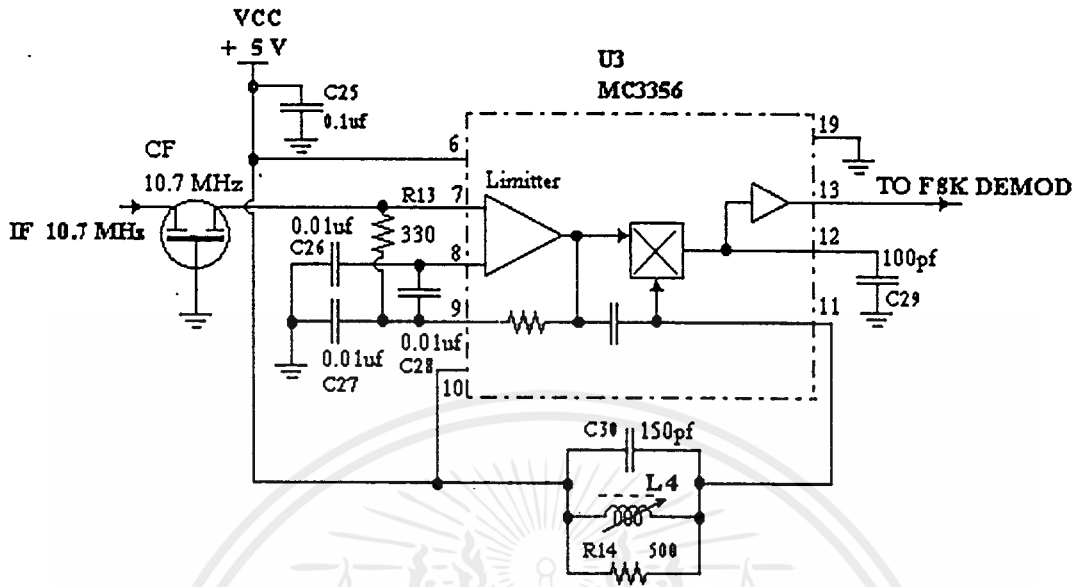 VCC
+ 5 V
U3
MC3356
C25
0.1uf
6
19
CF
10.7 MHz
IF 10.7 MHz
R13
330
7
Limitter
13
TO FSK DEMOD
0.01uf
C26
8
12
100pf
C29
9
11
0.01uf
C27
0.01uf
C28
10
C30
150pf
L4
R14
500